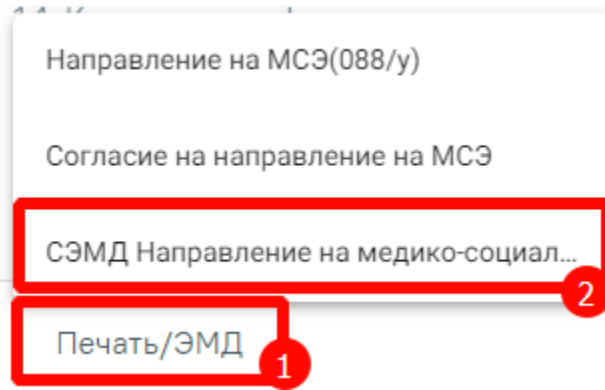 Направление на МСЭ(088/у)
Согласие на направление на МСЭ
СЭМД Направление на медико-социал...
2
Печать/ЭМД
1